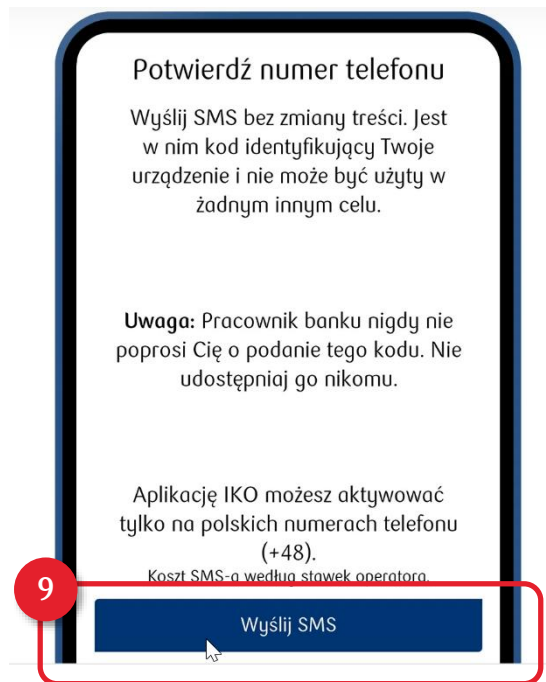 Potwierdź numer telefonu
Wyślij SMS bez zmiany treści. Jest
w nim kod identyfikujący Twoje
urządzenie i nie może być użyty w
żadnym innym celu.
Uwaga: Pracownik banku nigdy nie
poprosi Cię o podanie tego kodu. Nie
udostępniaj go nikomu.
Aplikację IKO możesz aktywować
tylko na polskich numerach telefonu
(+48).
Koszt SMS-a według stawek operatora.
9
Wyślij SMS